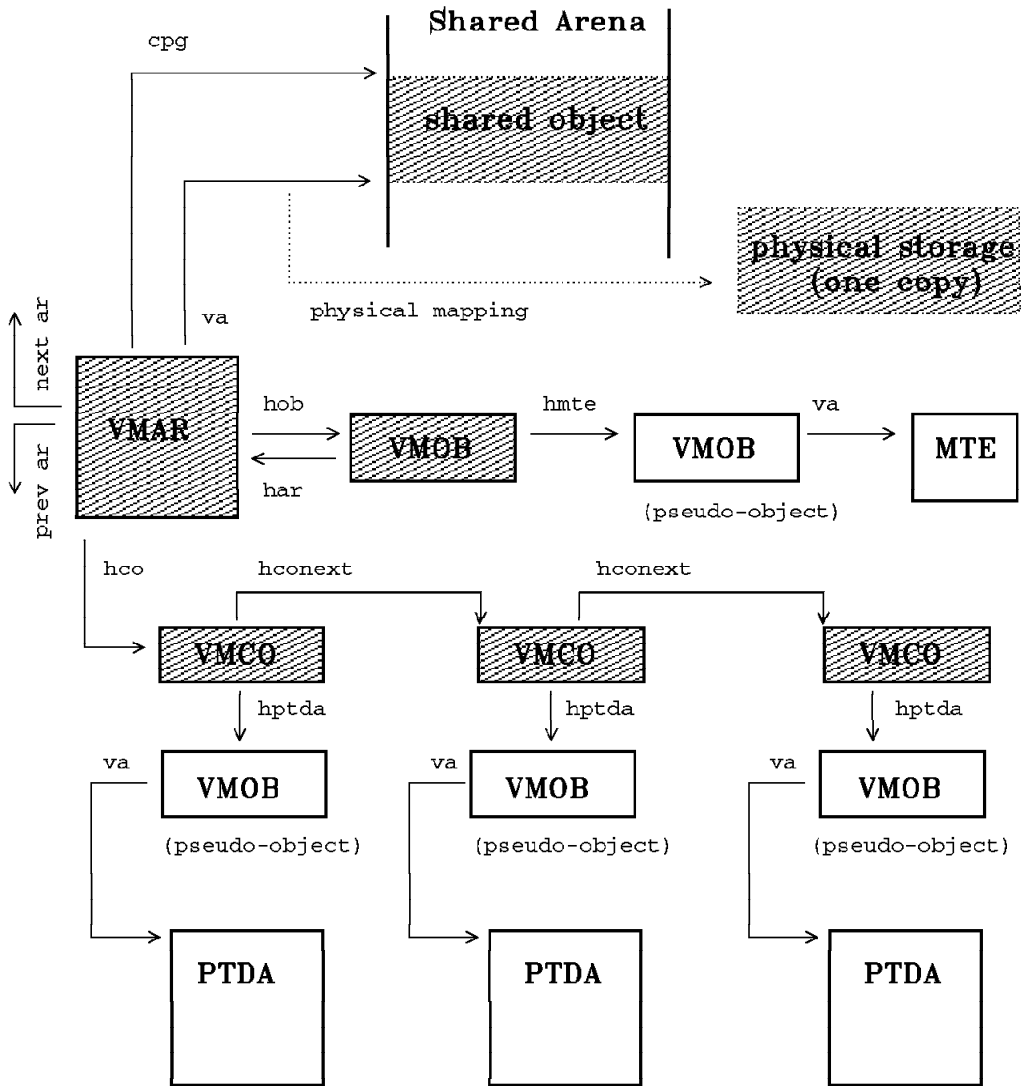 Shared Arena
cpg
shared object
physical storage
(one copy)
physical mapping
va
next ar
prev ar
VMAR
hob
har
VMOB
hmte
VMOB
(pseudo-object)
va
MTE
hco
hconext
hconext
VMCO
VMCO
VMCO
hptda
hptda
hptda
va
VMOB
va
VMOB
va
VMOB
(pseudo-object)
(pseudo-object)
(pseudo-object)
PTDA
PTDA
PTDA